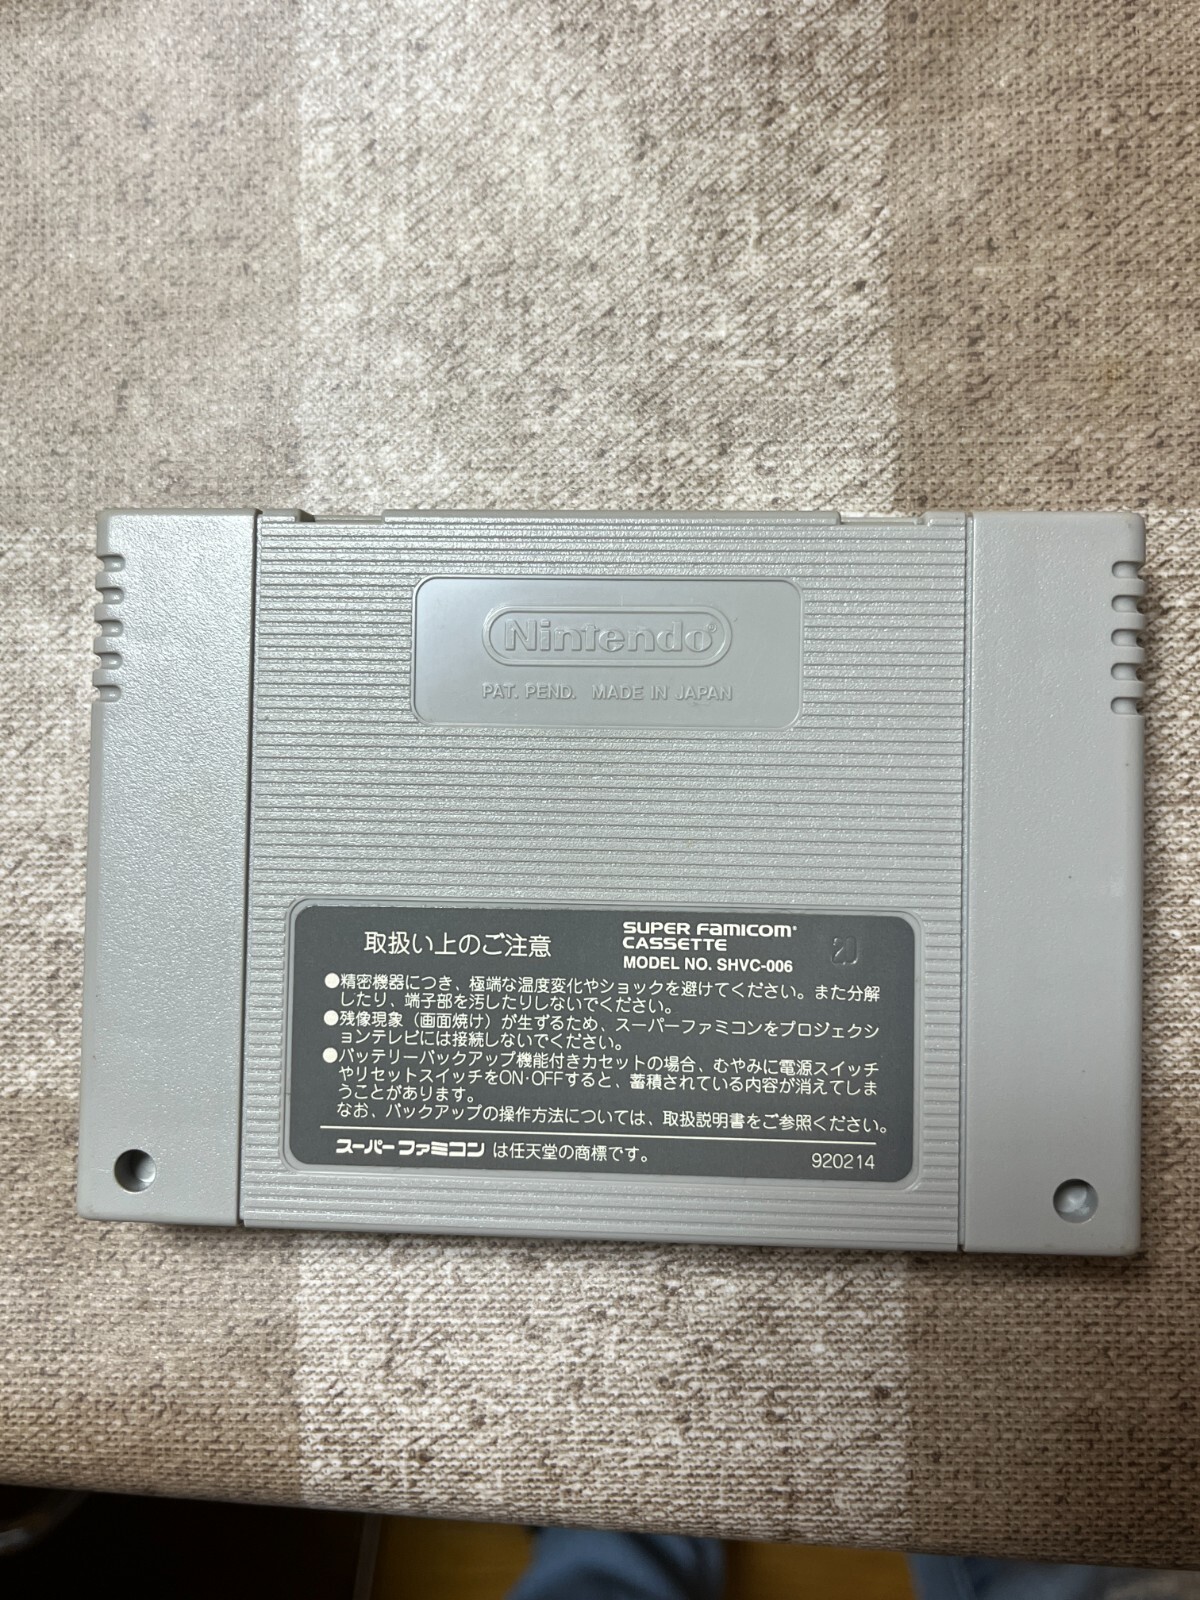 Nintendo®
PAT. PEND. MADE IN JAPAN
取扱い上のご注意
SUPER FAMICOM®
CASSETTE
MODEL NO. SHVC-006
20
●精密機器につき、極端な温度変化やショックを避けてください。また分解
したり、端子部を汚したりしないでください。
●残像現象（画面焼け）が生ずるため、スーパーファミコンをプロジェクシ
ョンテレビには接続しないでください。
●バッテリーバックアップ機能付きカセットの場合、むやみに電源スイッチ
やリセットスイッチをON・OFFすると、蓄積されている内容が消えてしま
うことがあります。
なお、バックアップの操作方法については、取扱説明書をご参照ください。
スーパーファミコン は任天堂の商標です。
920214